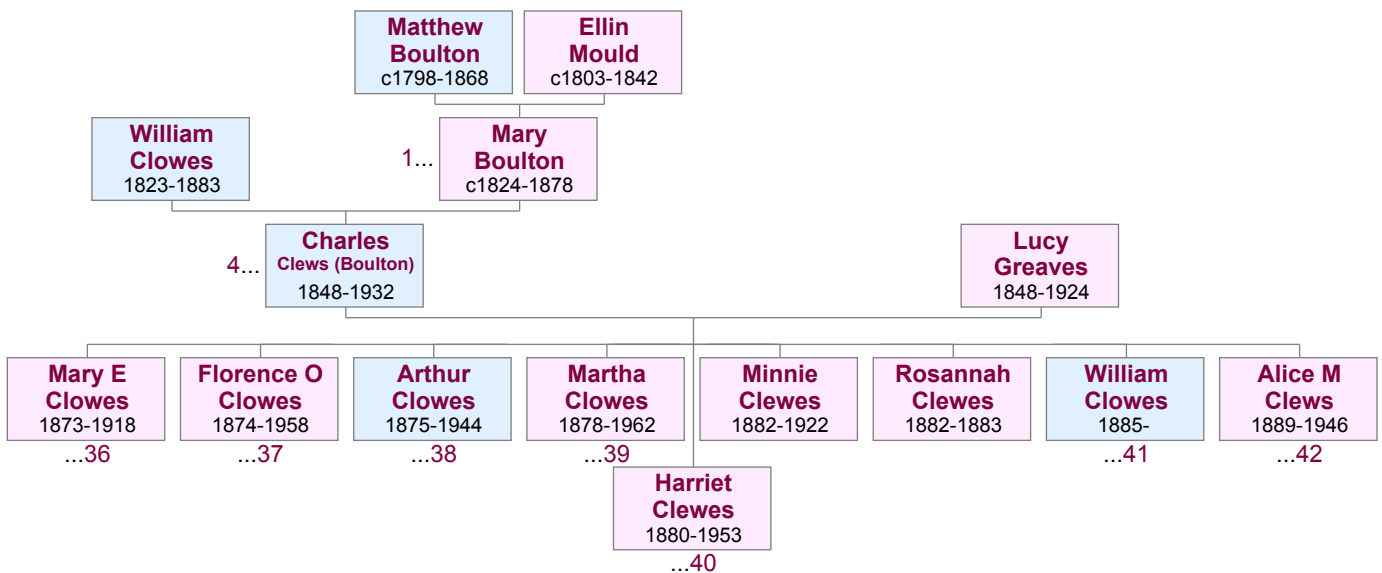 Matthew
Boulton
c1798-1868
Ellin
Mould
c1803-1842
William
Clowes
1823-1883
1...
Mary
Boulton
c1824-1878
4...
Charles
Clews (Boulton)
1848-1932
Lucy
Greaves
1848-1924
Mary E
Clowes
1873-1918
...36
Florence O
Clowes
1874-1958
...37
Arthur
Clowes
1875-1944
...38
Martha
Clowes
1878-1962
...39
Minnie
Clewes
1882-1922
Rosannah
Clewes
1882-1883
William
Clowes
1885-
...41
Alice M
Clews
1889-1946
...42
Harriet
Clewes
1880-1953
...40